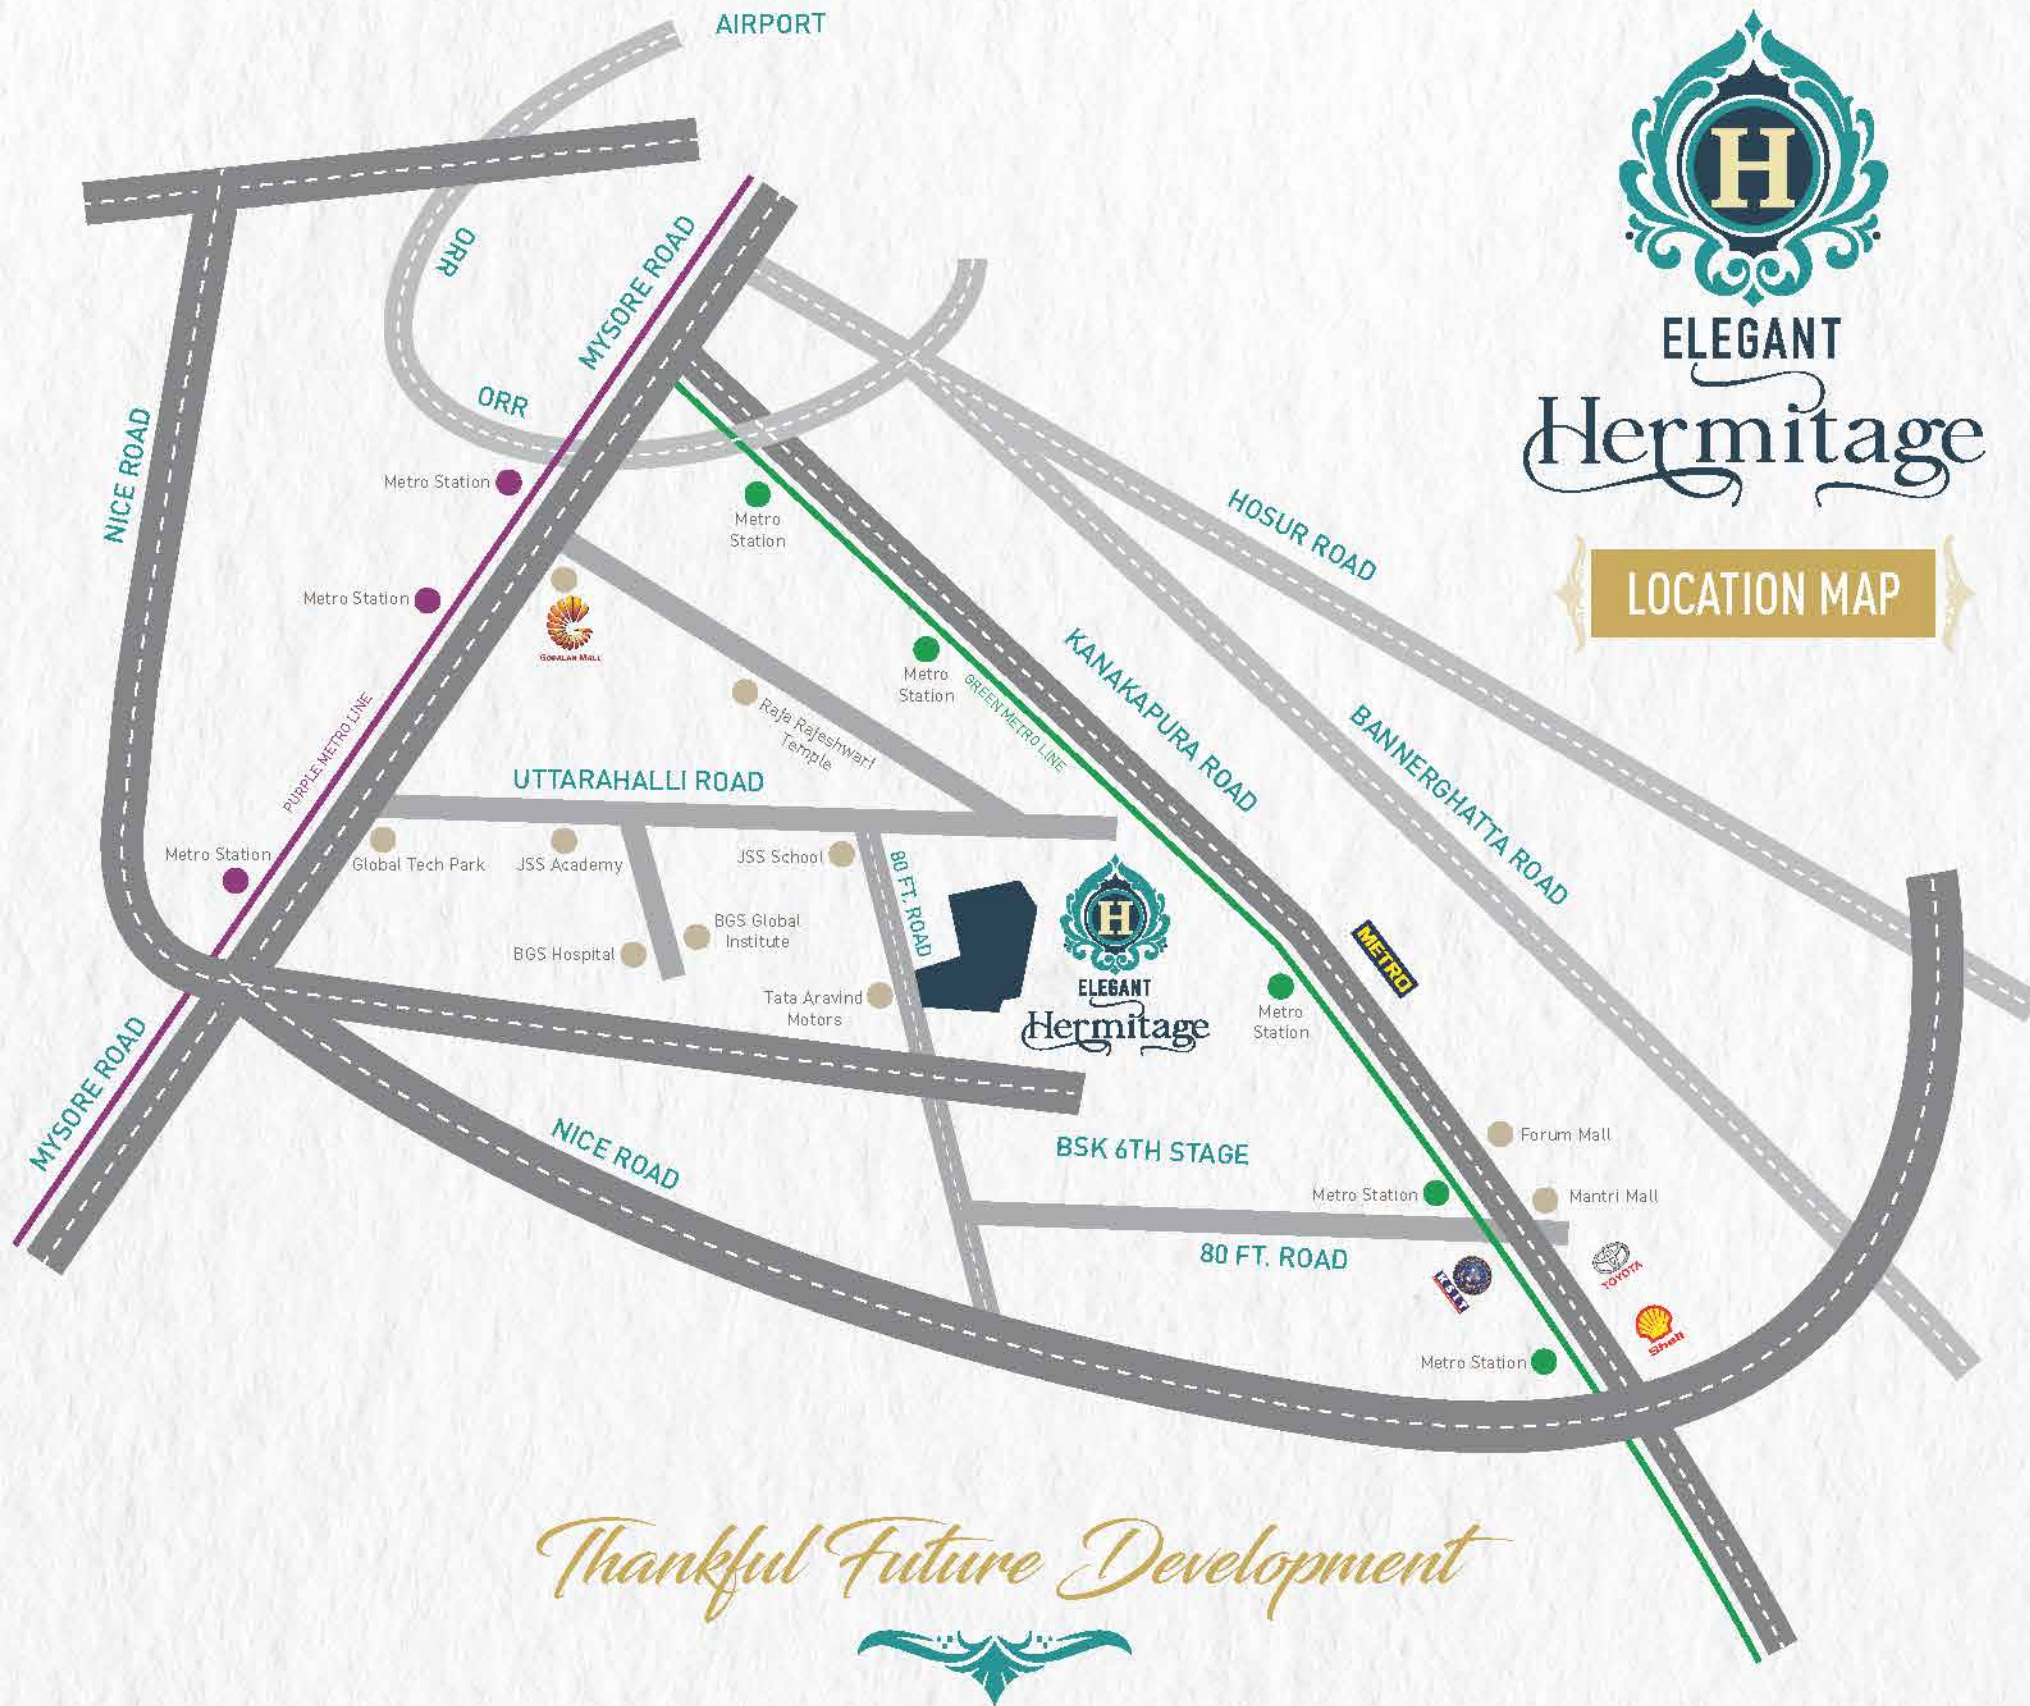 AIRPORT
H
ELEGANT
Hermitage
LOCATION MAP
ORR
MYSORE ROAD
ORR
NICE ROAD
Metro Station
Metro
Station
HOSUR ROAD
Metro Station
GOPALAN MALL
KANAKAPURA ROAD
Metro
Station
GREEN METRO LINE
Raja Rajeshwari
Temple
PURPLE METRO LINE
BANNERGHATTA ROAD
UTTARAHALLI ROAD
Metro Station
Global Tech Park
JSS Academy
JSS School
80 FT. ROAD
BGS Global
Institute
BGS Hospital
H
ELEGANT
Hermitage
METRO
Tata Aravind
Motors
Metro
Station
MYSORE ROAD
NICE ROAD
BSK 6TH STAGE
Forum Mall
Metro Station
Mantri Mall
80 FT. ROAD
KSIT
TOYOTA
Shell
Metro Station
Thankful Future Development